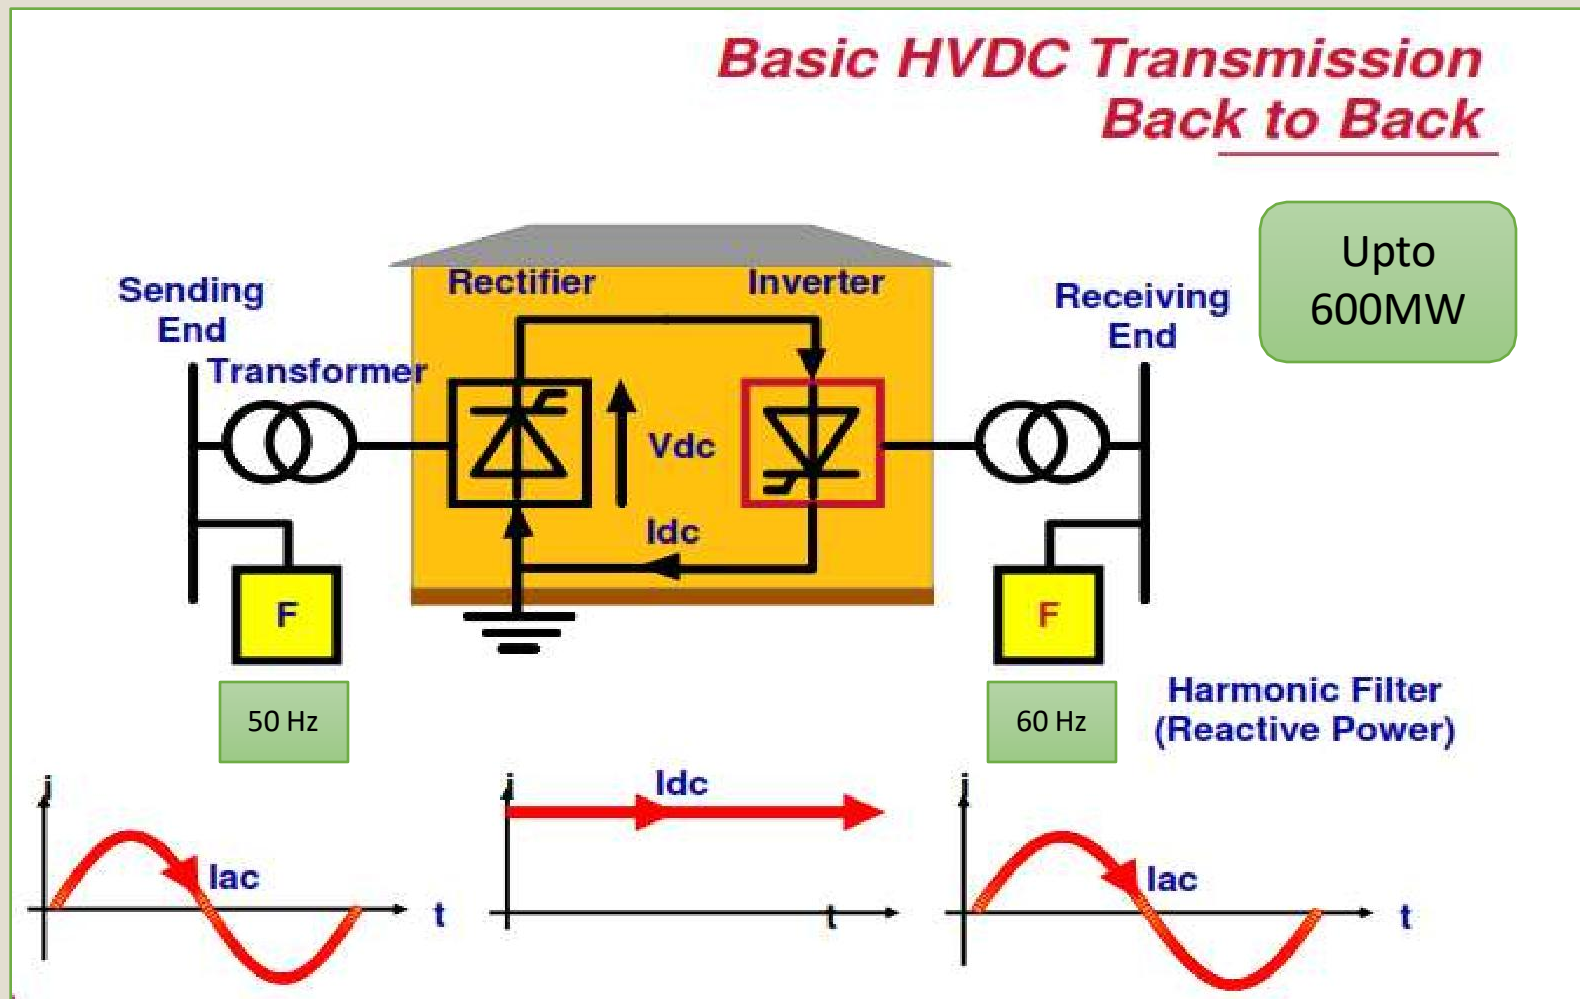 Basic HVDC Transmission
Back to Back
Upto
600MW
Sending
End
Transformer
Rectifier
Inverter
Receiving
End
Vdc
Idc
F
F
50 Hz
60 Hz
Harmonic Filter
(Reactive Power)
i
Iac
t
i
Idc
t
i
Iac
t